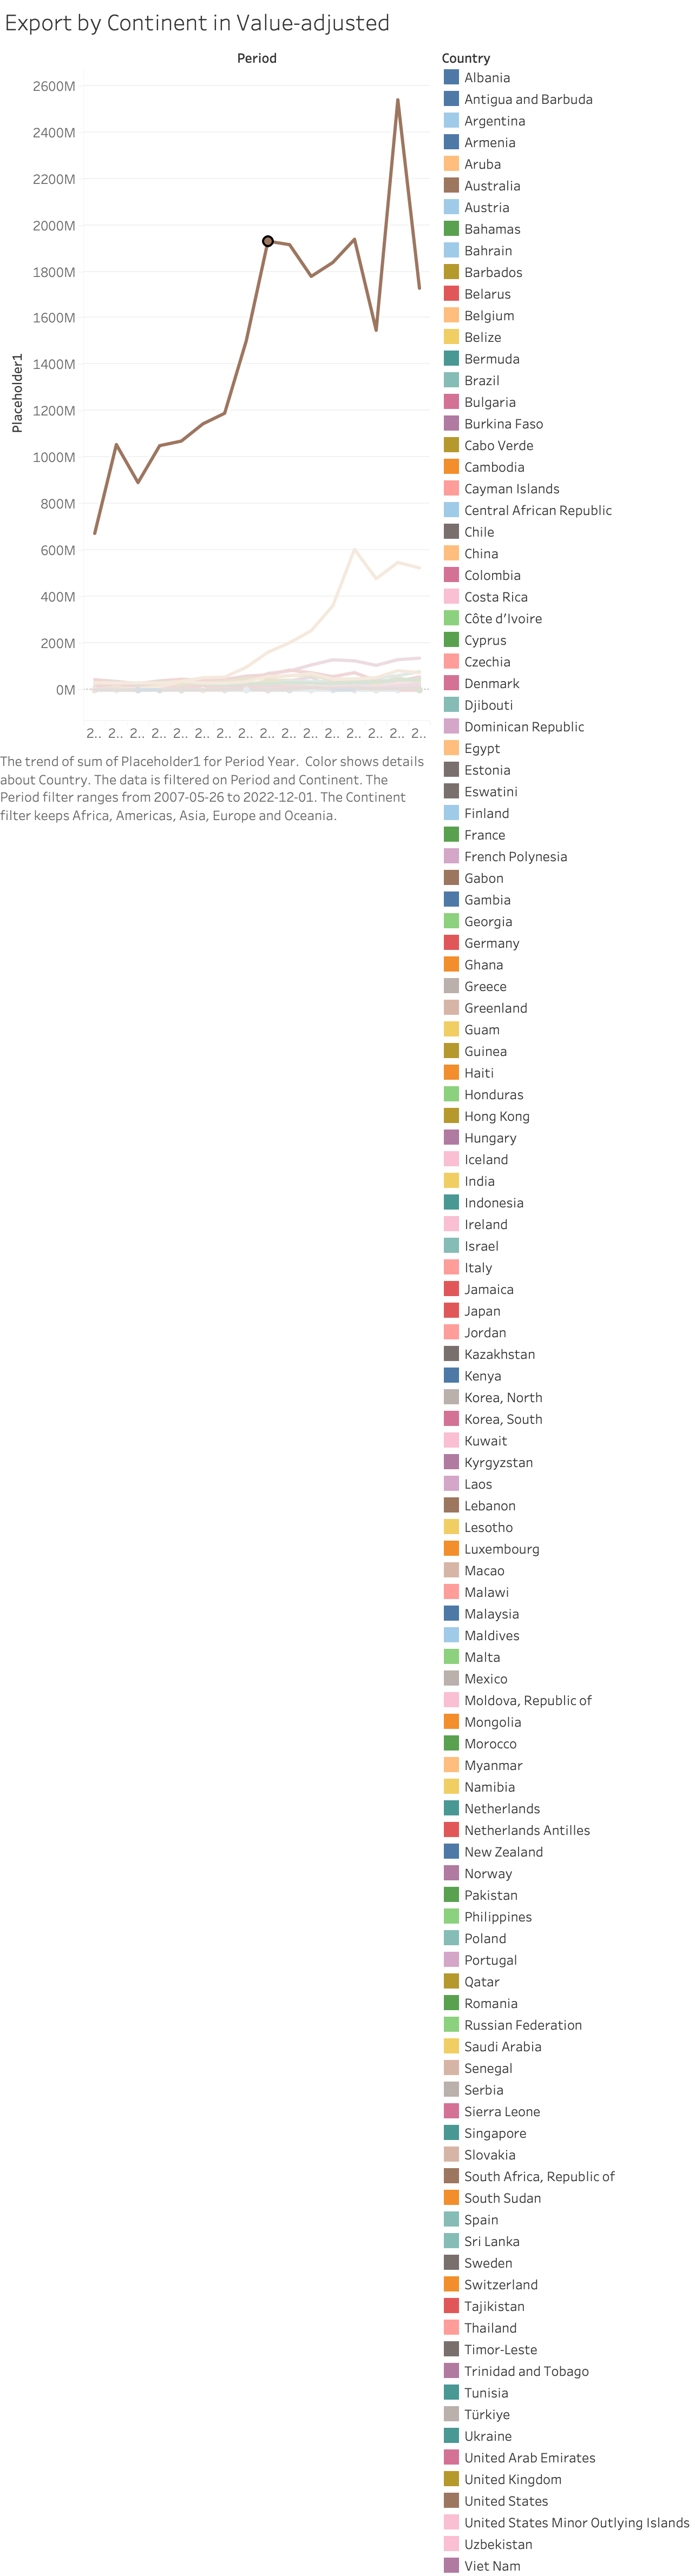 Export by Continent in Value-adjusted
Period
2600M
2400M
2200M
2000M
1800M
1600M
1400M
1200M
1000M
800M
600M
400M
200M
0M
Placeholder1
2.. 2.. 2.. 2.. 2.. 2.. 2.. 2.. 2.. 2.. 2.. 2.. 2.. 2.. 2.. 2..
The trend of sum of Placeholder1 for Period Year. Color shows details
about Country. The data is filtered on Period and Continent. The
Period filter ranges from 2007-05-26 to 2022-12-01. The Continent
filter keeps Africa, Americas, Asia, Europe and Oceania.
Country
Albania
Antigua and Barbuda
Argentina
Armenia
Aruba
Australia
Austria
Bahamas
Bahrain
Barbados
Belarus
Belgium
Belize
Bermuda
Brazil
Bulgaria
Burkina Faso
Cabo Verde
Cambodia
Cayman Islands
Central African Republic
Chile
China
Colombia
Costa Rica
Côte d’Ivoire
Cyprus
Czechia
Denmark
Djibouti
Dominican Republic
Egypt
Estonia
Eswatini
Finland
France
French Polynesia
Gabon
Gambia
Georgia
Germany
Ghana
Greece
Greenland
Guam
Guinea
Haiti
Honduras
Hong Kong
Hungary
Iceland
India
Indonesia
Ireland
Israel
Italy
Jamaica
Japan
Jordan
Kazakhstan
Kenya
Korea, North
Korea, South
Kuwait
Kyrgyzstan
Laos
Lebanon
Lesotho
Luxembourg
Macao
Malawi
Malaysia
Maldives
Malta
Mexico
Moldova, Republic of
Mongolia
Morocco
Myanmar
Namibia
Netherlands
Netherlands Antilles
New Zealand
Norway
Pakistan
Philippines
Poland
Portugal
Qatar
Romania
Russian Federation
Saudi Arabia
Senegal
Serbia
Sierra Leone
Singapore
Slovakia
South Africa, Republic of
South Sudan
Spain
Sri Lanka
Sweden
Switzerland
Tajikistan
Thailand
Timor-Leste
Trinidad and Tobago
Tunisia
Türkiye
Ukraine
United Arab Emirates
United Kingdom
United States
United States Minor Outlying Islands
Uzbekistan
Viet Nam